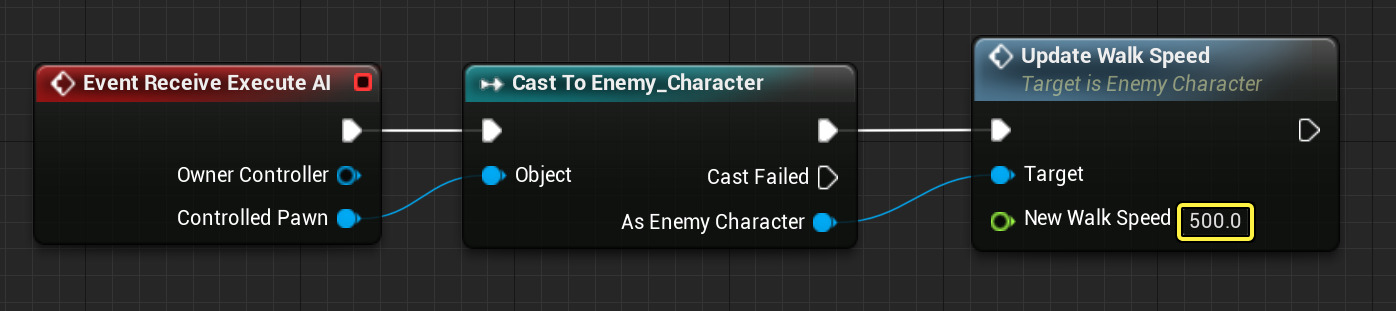 Event Receive Execute AI
Owner Controller
Controlled Pawn
Cast To Enemy_Character
Object
Cast Failed
As Enemy Character
Update Walk Speed
Target is Enemy Character
Target
New Walk Speed 500.0